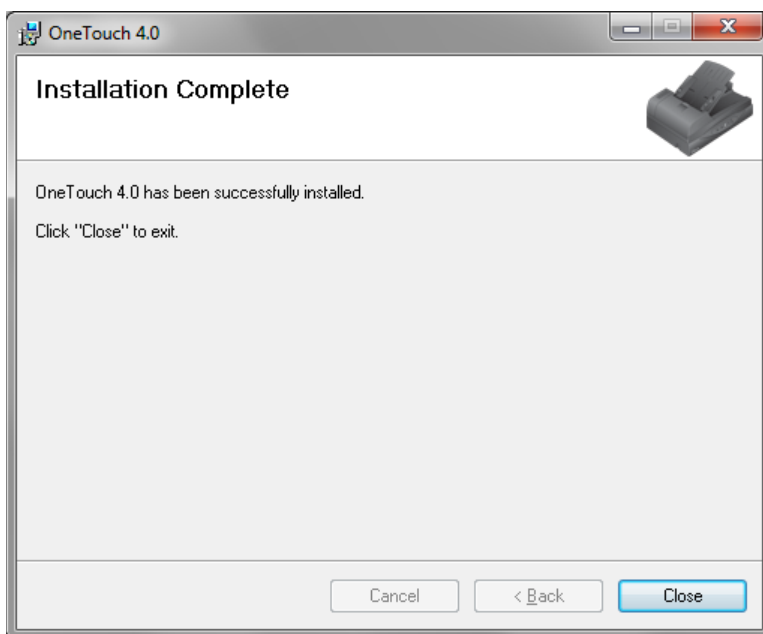 OneTouch 4.0
Installation Complete
OneTouch 4.0 has been successfully installed.
Click "Close" to exit.
Cancel
< Back
Close